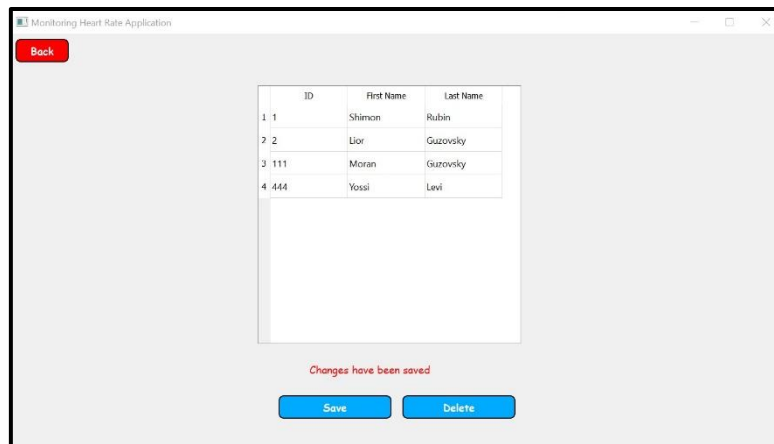 Monitoring Heart Rate Application
Back
ID First Name Last Name
1 1 Shimon Rubin
2 2 Lior Guzovsky
3 111 Moran Guzovsky
4 444 Yossi Levi
Changes have been saved
Save Delete